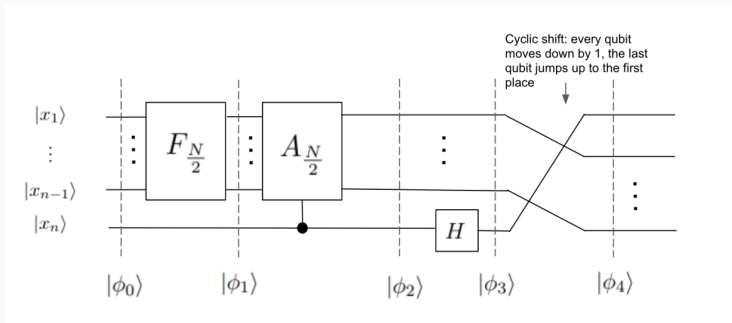 Cyclic shift: every qubit
moves down by 1, the last
qubit jumps up to the first
place
|x₁⟩
⋮
|xₙ₋₁⟩
|xₙ⟩
F_{N/2}
A_{N/2}
H
|ϕ₀⟩ |ϕ₁⟩ |ϕ₂⟩ |ϕ₃⟩ |ϕ₄⟩